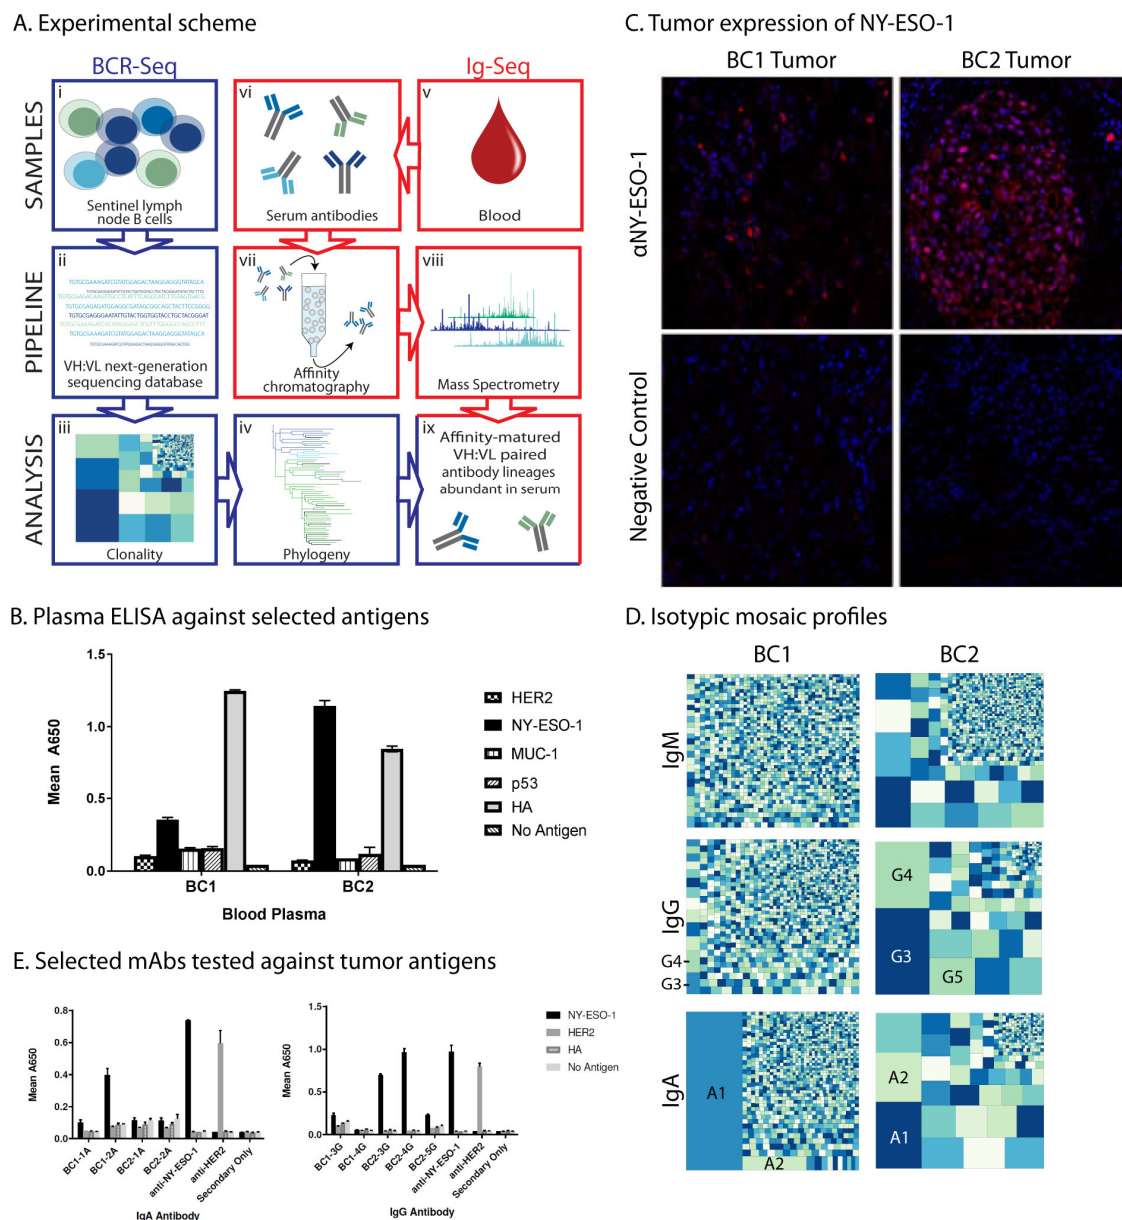 A. Experimental scheme
BCR-Seq
Ig-Seq
SAMPLES
i
Sentinel lymph
node B cells
vi
Serum antibodies
v
Blood
PIPELINE
ii
VH:VL next-generation
sequencing database
vii
Affinity
chromatography
viii
Mass Spectrometry
ANALYSIS
iii
Clonality
iv
Phylogeny
ix
Affinity-matured
VH:VL paired
antibody lineages
abundant in serum
B. Plasma ELISA against selected antigens
Mean A650
1.5
1.0
0.5
0.0
BC1
BC2
Blood Plasma
HER2
NY-ESO-1
MUC-1
p53
HA
No Antigen
C. Tumor expression of NY-ESO-1
BC1 Tumor
BC2 Tumor
αNY-ESO-1
Negative Control
D. Isotypic mosaic profiles
BC1
BC2
IgM
IgG
G4
G3
G4
G3
G5
IgA
A1
A2
A2
A1
E. Selected mAbs tested against tumor antigens
Mean A650
0.8
0.6
0.4
0.2
0.0
BC1-1A
BC1-2A
BC2-1A
BC2-2A
anti-NY-ESO-1
anti-HER2
Secondary Only
IgA Antibody
Mean A650
1.5
1.0
0.5
0.0
BC1-3G
BC1-4G
BC2-3G
BC2-4G
BC2-5G
anti-NY-ESO-1
anti-HER2
Secondary Only
IgG Antibody
NY-ESO-1
HER2
HA
No Antigen